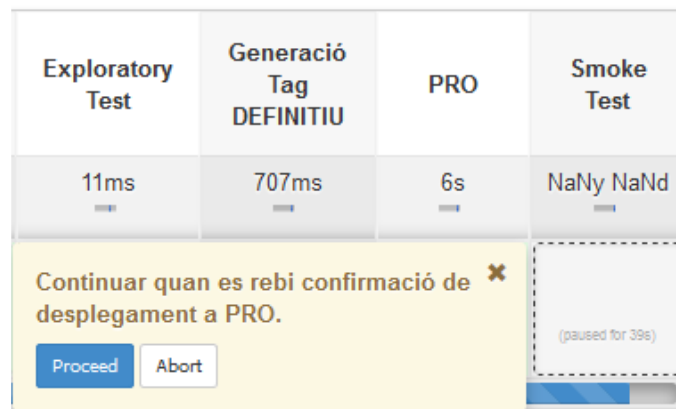 Exploratory
Test
Generació
Tag
DEFINITIU
PRO
Smoke
Test
11ms
707ms
6s
NaNy NaNd
Continuar quan es rebi confirmació de
desplegament a PRO.
Proceed
Abort
(paused for 39s)